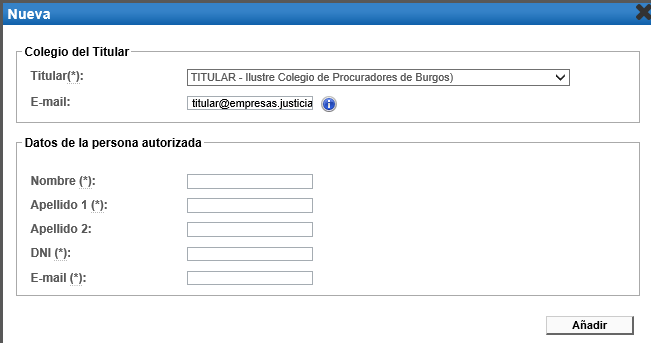 Nueva
Colegio del Titular
Titular(*):
TITULAR - Ilustre Colegio de Procuradores de Burgos)
E-mail:
titular@empresas.justicia
Datos de la persona autorizada
Nombre (*):
Apellido 1 (*):
Apellido 2:
DNI (*):
E-mail (*):
Añadir